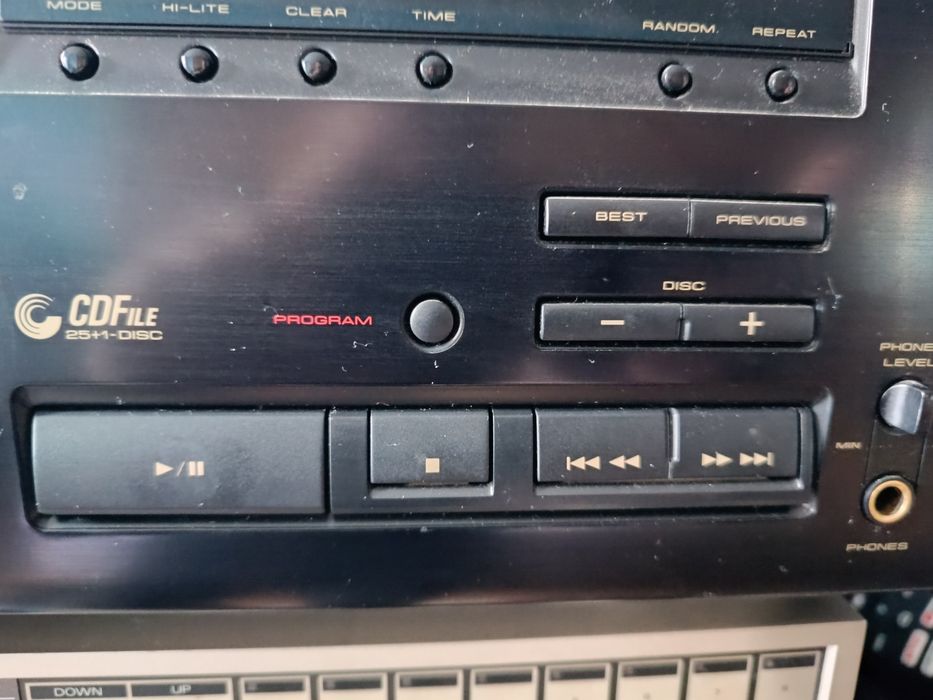 MODE HI-LITE CLEAR TIME RANDOM REPEAT
BEST PREVIOUS
DISC
CDFILE
25+1-DISC
PROGRAM
− +
PHONE
LEVEL
MIN
PHONES
DOWN UP